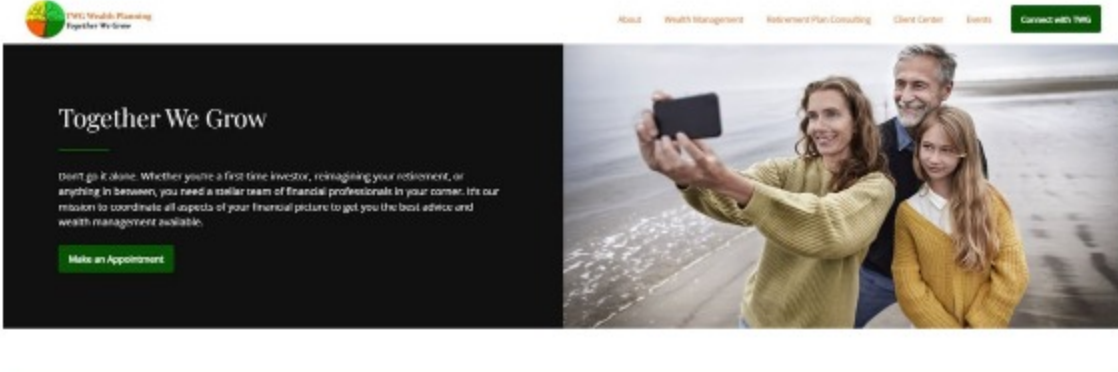 TWG Wealth Planning
Together We Grow
About
Wealth Management
Retirement Plan Consulting
Client Center
Events
Connect with TWG
Together We Grow
Don't go it alone. Whether you're a first-time investor, reimagining your retirement, or
anything in between, you need a stellar team of financial professionals in your corner. It's our
mission to coordinate all aspects of your financial picture to get you the best advice and
wealth management available.
Make an Appointment